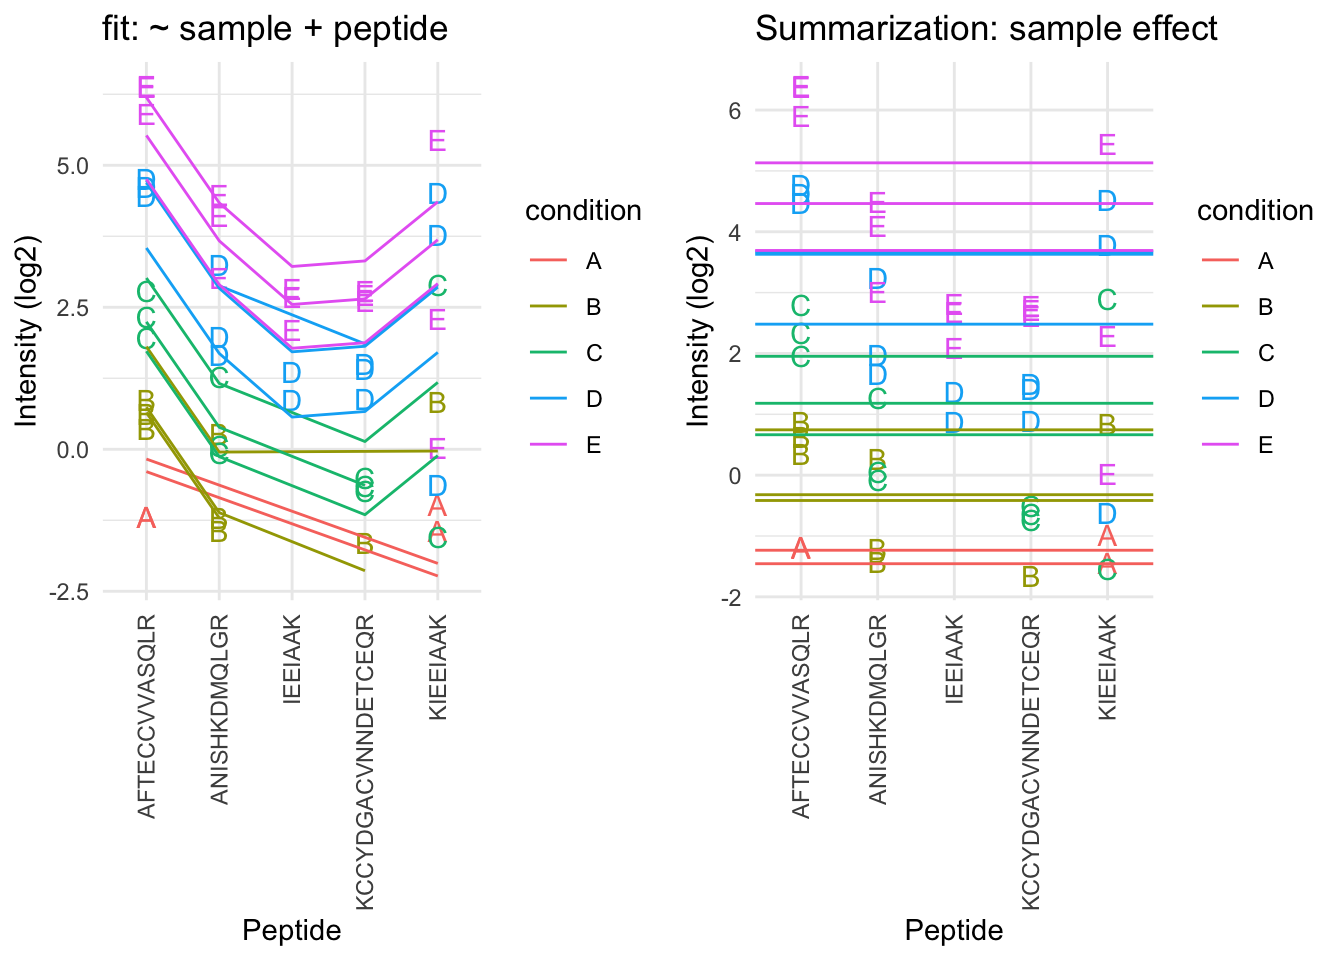 fit: ~ sample + peptide
Intensity (log2)
5.0
2.5
0.0
-2.5
E
E
E
D
D
D
C
C
C
B
B
B
B
A
E
E
E
D
D
D
C
B
C
C
B
B
E
E
E
D
D
E
E
E
D
D
D
C
C
C
B
E
D
D
C
E
B
E
D
A
A
C
AFTECCVVASQLR
ANISHKDMQLGR
IEEIAAK
KCCYDGACVNNDETCEQR
KIEEIAAK
Peptide
condition
A
B
C
D
E
Summarization: sample effect
Intensity (log2)
6
4
2
0
-2
E
E
E
D
D
D
C
C
C
B
B
B
B
A
E
E
D
E
D
D
C
B
C
C
B
B
E
E
E
D
D
E
E
E
D
D
D
C
C
C
B
E
D
D
C
E
B
E
D
A
A
C
AFTECCVVASQLR
ANISHKDMQLGR
IEEIAAK
KCCYDGACVNNDETCEQR
KIEEIAAK
Peptide
condition
A
B
C
D
E